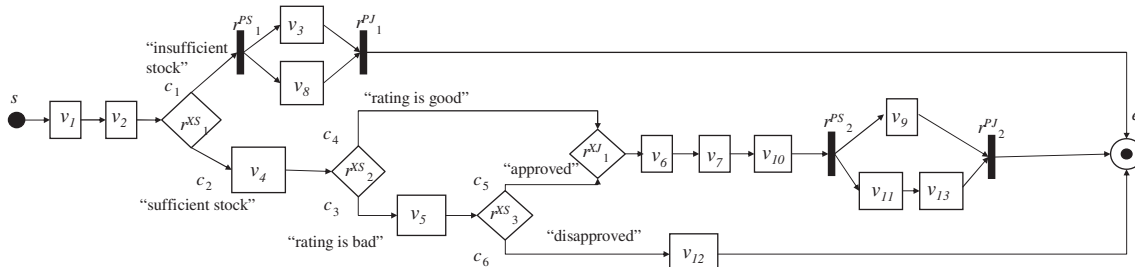 r^PS_1
v_3
r^PJ_1
"insufficient
stock"
v_8
c_1
s
v_1
v_2
r^XS_1
"rating is good"
c_4
c_2
v_4
r^XS_2
"sufficient stock"
c_3
"rating is bad"
v_5
c_5
"approved"
r^XS_3
c_6
"disapproved"
v_12
r^XJ_1
v_6
v_7
v_10
r^PS_2
v_9
v_11
v_13
r^PJ_2
e